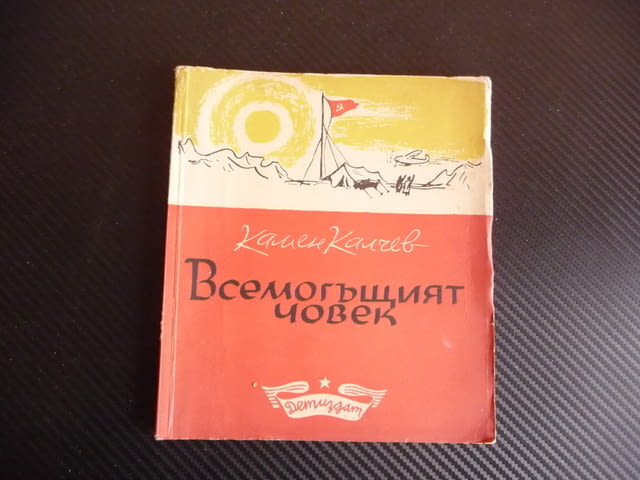 Камен Калчев
Всемогъщият
човек
Детиздат